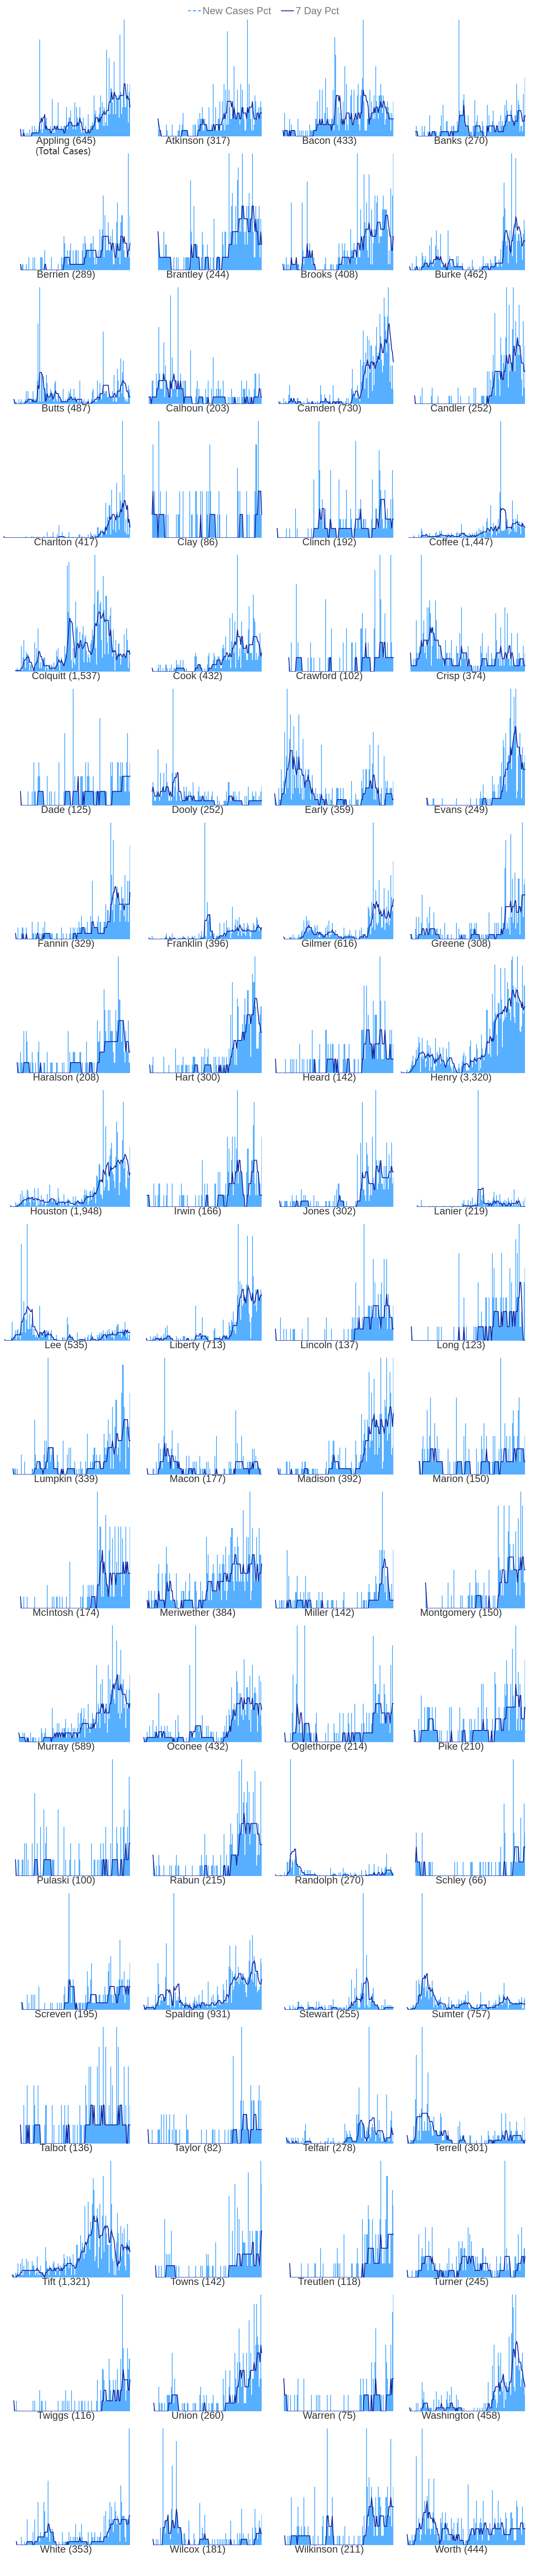 New Cases Pct 7 Day Pct
Appling (645) Atkinson (317) Bacon (433) Banks (270)
(Total Cases)
Berrien (289) Brantley (244) Brooks (408) Burke (462)
Butts (487) Calhoun (203) Camden (730) Candler (252)
Charlton (417) Clay (86) Clinch (192) Coffee (1,447)
Colquitt (1,537) Cook (432) Crawford (102) Crisp (374)
Dade (125) Dooly (252) Early (359) Evans (249)
Fannin (329) Franklin (396) Gilmer (616) Greene (308)
Haralson (208) Hart (300) Heard (142) Henry (3,320)
Houston (1,948) Irwin (166) Jones (302) Lanier (219)
Lee (535) Liberty (713) Lincoln (137) Long (123)
Lumpkin (339) Macon (177) Madison (392) Marion (150)
McIntosh (174) Meriwether (384) Miller (142) Montgomery (150)
Murray (589) Oconee (432) Oglethorpe (214) Pike (210)
Pulaski (100) Rabun (215) Randolph (270) Schley (66)
Screven (195) Spalding (931) Stewart (255) Sumter (757)
Talbot (136) Taylor (82) Telfair (278) Terrell (301)
Tift (1,321) Towns (142) Treutlen (118) Turner (245)
Twiggs (116) Union (260) Warren (75) Washington (458)
White (353) Wilcox (181) Wilkinson (211) Worth (444)